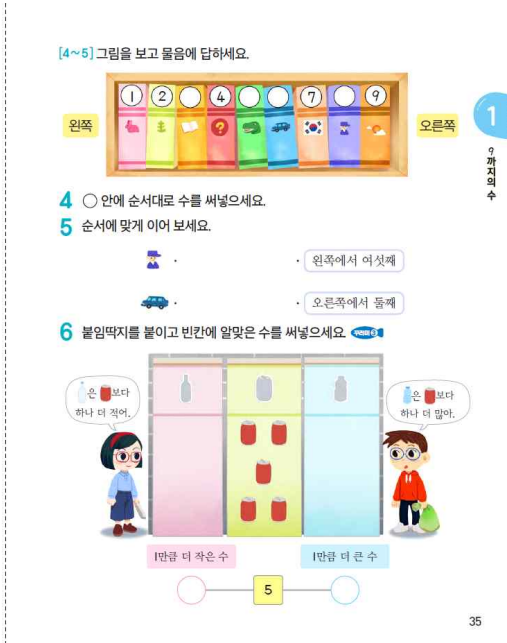 [4~5] 그림을 보고 물음에 답하세요.
1 2 4 7 9
왼쪽
오른쪽
1
9까지의 수
4 ○ 안에 순서대로 수를 써넣으세요.
5 순서에 맞게 이어 보세요.
· · 왼쪽에서 여섯째
· · 오른쪽에서 둘째
6 붙임딱지를 붙이고 빈칸에 알맞은 수를 써넣으세요.
은 보다
하나 더 적어.
은 보다
하나 더 많아.
1만큼 더 작은 수
1만큼 더 큰 수
5
35